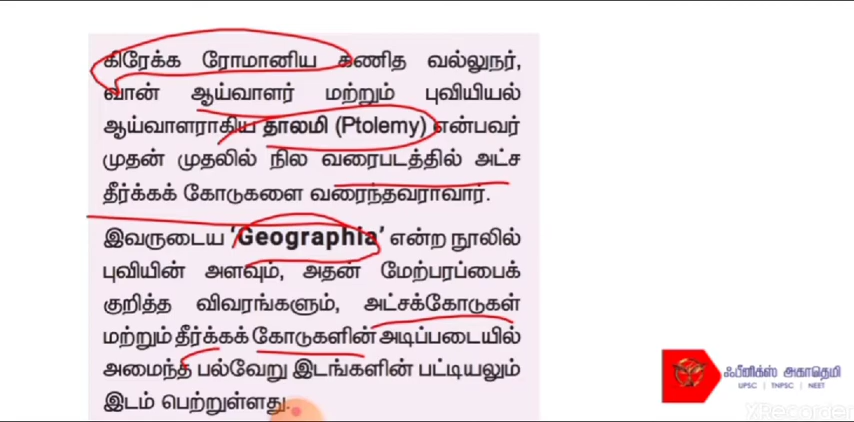 கிரேக்க ரோமானிய கணித வல்லுநர்,
வான் ஆய்வாளர் மற்றும் புவியியல்
ஆய்வாளராகிய தாலமி (Ptolemy) என்பவர்
முதன் முதலில் நில வரைபடத்தில் அட்ச
தீர்க்கக் கோடுகளை வரைந்தவராவார்.
இவருடைய ‘Geographia’ என்ற நூலில்
புவியின் அளவும், அதன் மேற்பரப்பைக்
குறித்த விவரங்களும், அட்சக்கோடுகள்
மற்றும் தீர்க்கக் கோடுகளின் அடிப்படையில்
அமைந்த பல்வேறு இடங்களின் பட்டியலும்
இடம் பெற்றுள்ளது.
ஃபீனிக்ஸ் அகாதெமி
UPSC | TNPSC | NEET
XRecorder